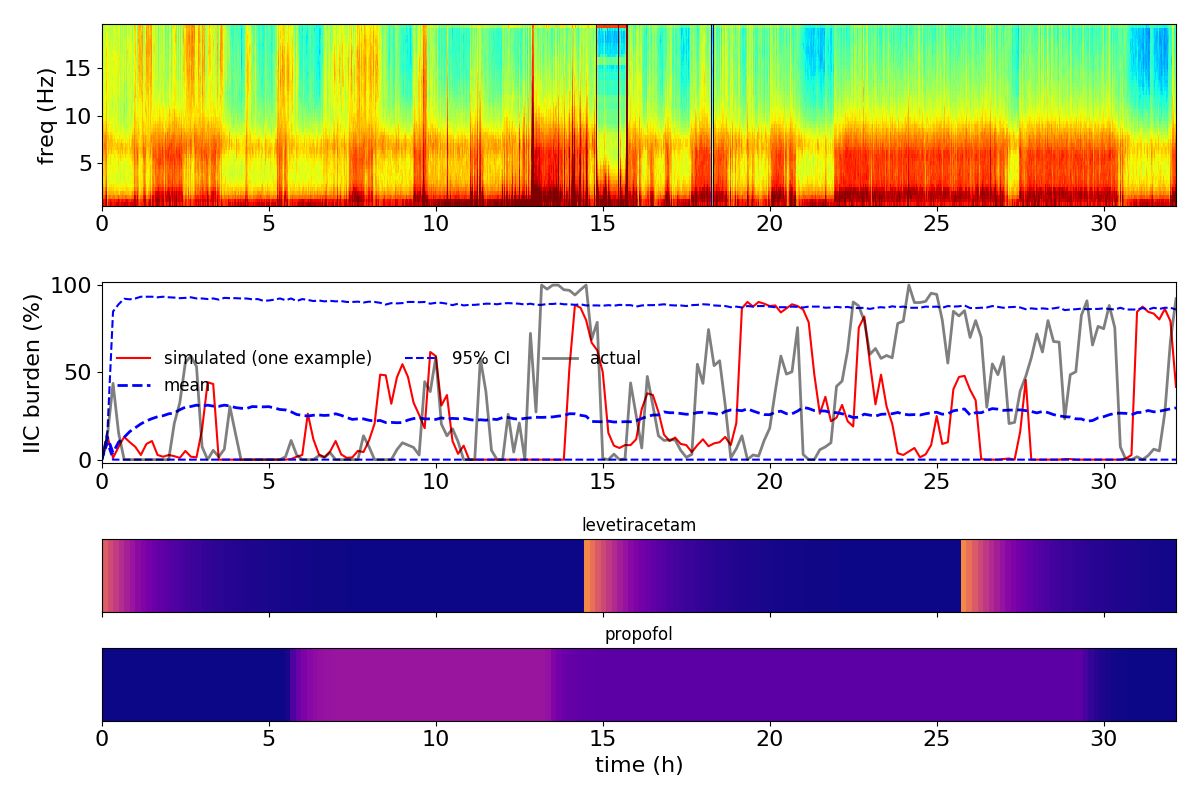 freq (Hz)
15
10
5
0 5 10 15 20 25 30
IIC burden (%)
100
50
0
simulated (one example) 95% CI actual
mean
0 5 10 15 20 25 30
levetiracetam
propofol
0 5 10 15 20 25 30
time (h)